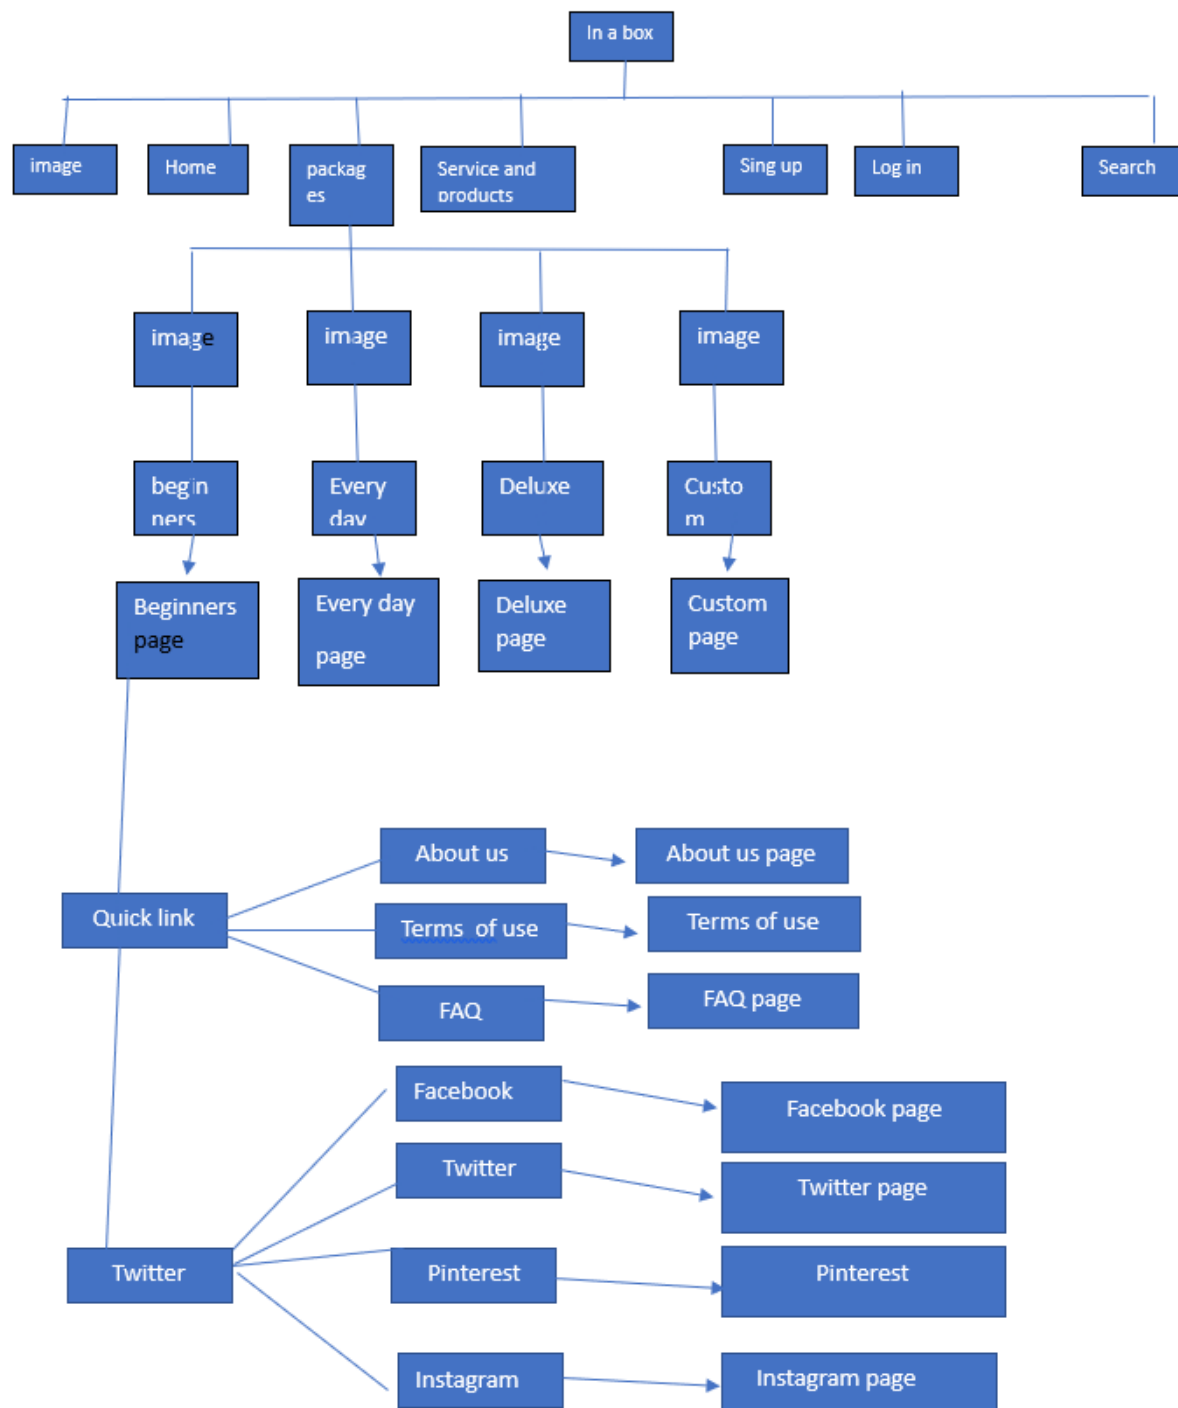 In a box
image
Home
packag
es
Service and
products
Sing up
Log in
Search
image
image
image
image
begin
ners
Every
day
Deluxe
Custo
m
Beginners
page
Every day
page
Deluxe
page
Custom
page
About us
About us page
Quick link
Terms of use
Terms of use
FAQ
FAQ page
Facebook
Facebook page
Twitter
Twitter page
Twitter
Pinterest
Pinterest
Instagram
Instagram page